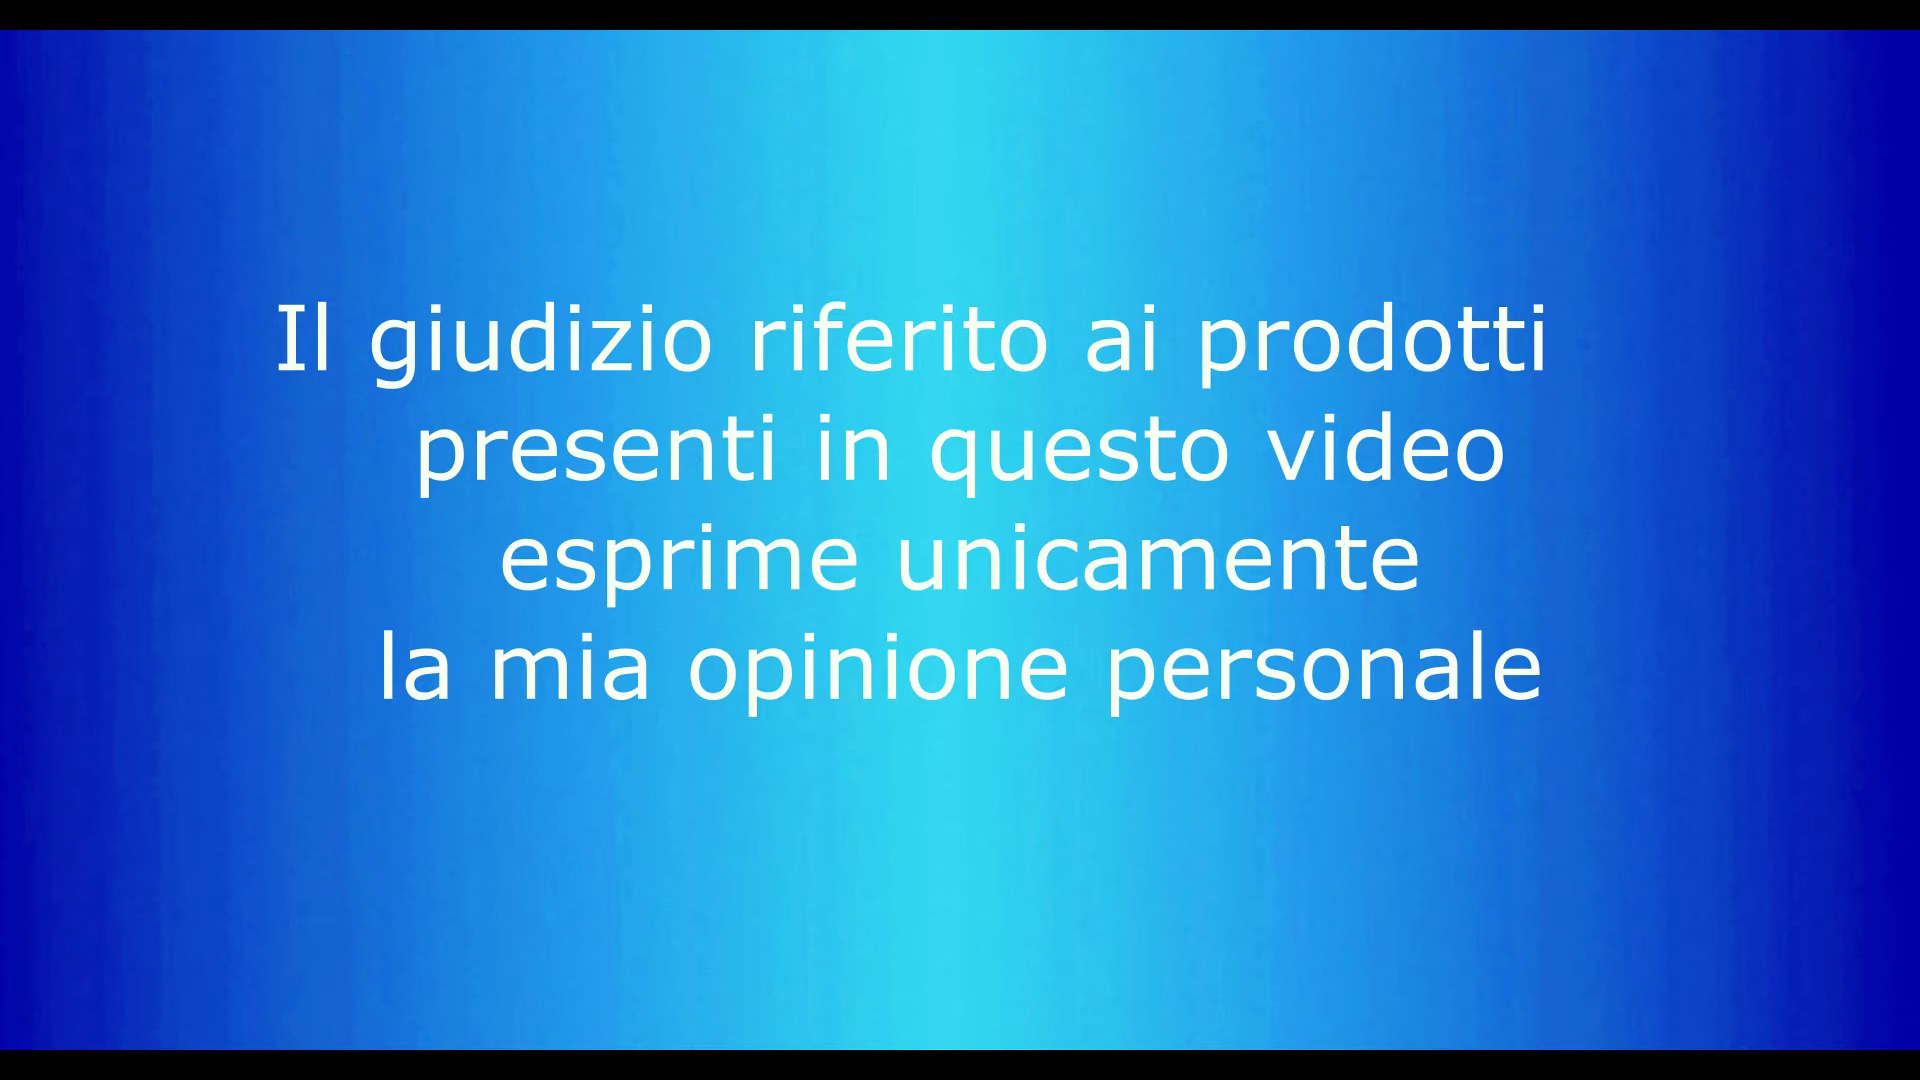 Il giudizio riferito ai prodotti
presenti in questo video
esprime unicamente
la mia opinione personale